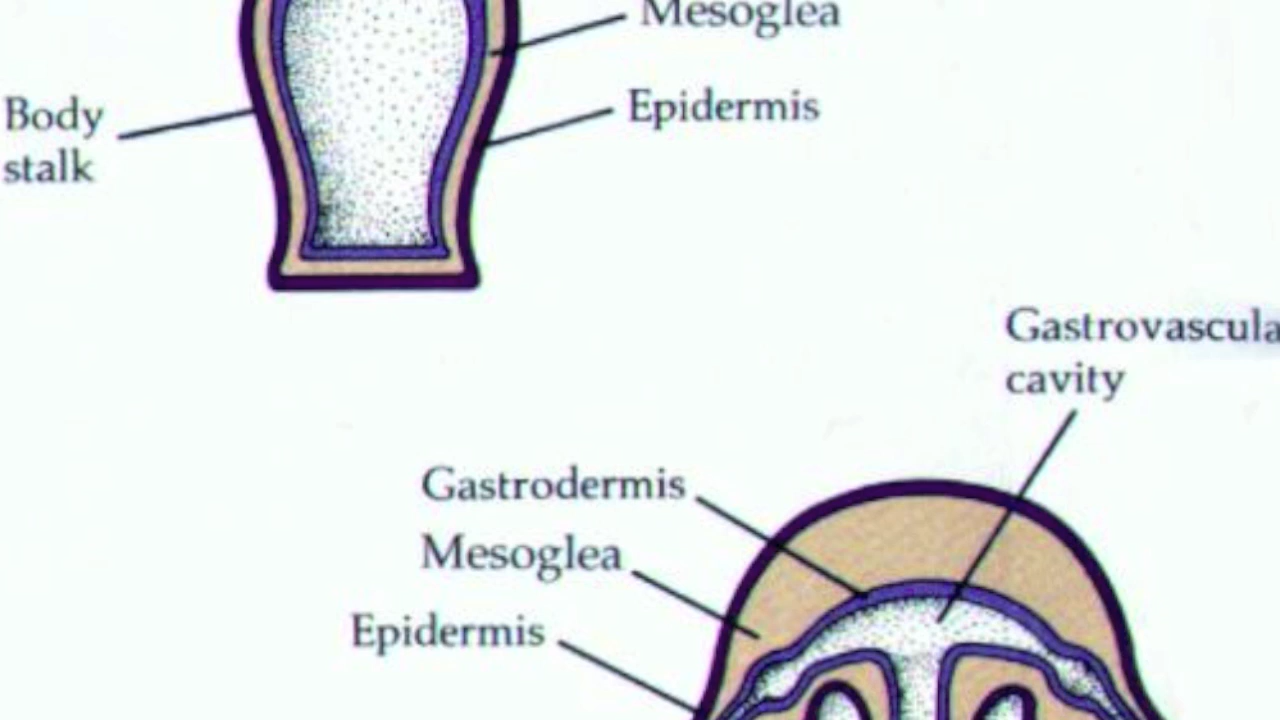 Mesoglea
Epidermis
Body
stalk
Gastrovascula
cavity
Gastrodermis
Mesoglea
Epidermis